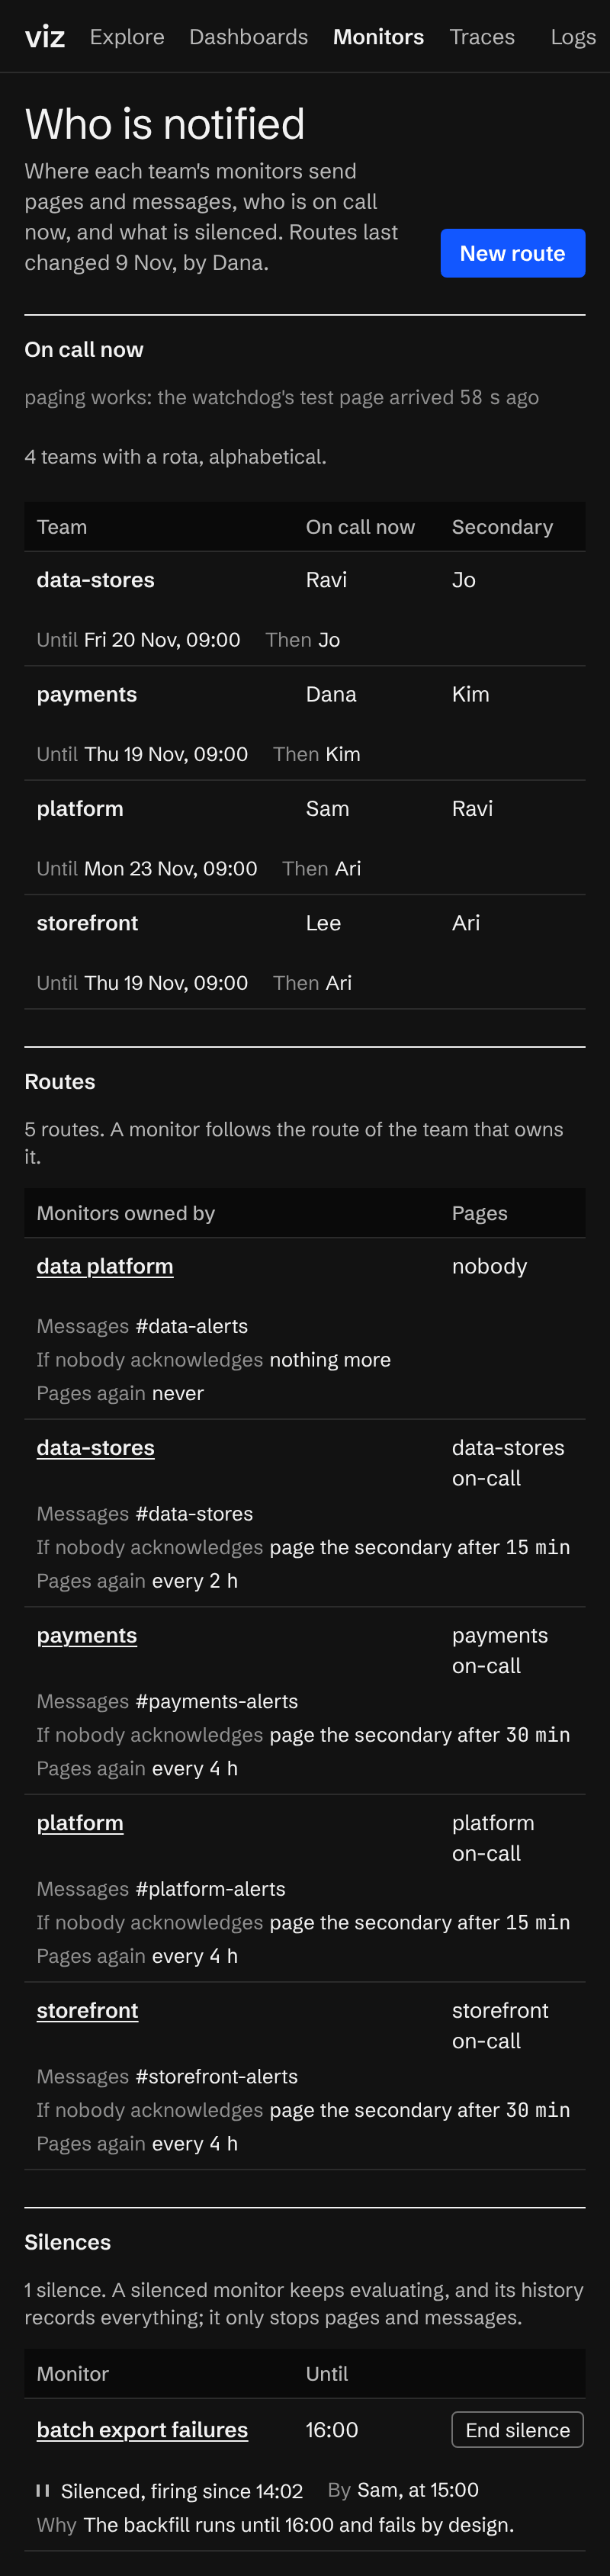 viz Explore Dashboards Monitors Traces Logs
Who is notified
Where each team's monitors send
pages and messages, who is on call
now, and what is silenced. Routes last
changed 9 Nov, by Dana.
New route
On call now
paging works: the watchdog's test page arrived 58 s ago
4 teams with a rota, alphabetical.
Team On call now Secondary
data-stores Ravi Jo
Until Fri 20 Nov, 09:00 Then Jo
payments Dana Kim
Until Thu 19 Nov, 09:00 Then Kim
platform Sam Ravi
Until Mon 23 Nov, 09:00 Then Ari
storefront Lee Ari
Until Thu 19 Nov, 09:00 Then Ari
Routes
5 routes. A monitor follows the route of the team that owns
it.
Monitors owned by Pages
data platform nobody
Messages #data-alerts
If nobody acknowledges nothing more
Pages again never
data-stores data-stores
on-call
Messages #data-stores
If nobody acknowledges page the secondary after 15 min
Pages again every 2 h
payments payments
on-call
Messages #payments-alerts
If nobody acknowledges page the secondary after 30 min
Pages again every 4 h
platform platform
on-call
Messages #platform-alerts
If nobody acknowledges page the secondary after 15 min
Pages again every 4 h
storefront storefront
on-call
Messages #storefront-alerts
If nobody acknowledges page the secondary after 30 min
Pages again every 4 h
Silences
1 silence. A silenced monitor keeps evaluating, and its history
records everything; it only stops pages and messages.
Monitor Until
batch export failures 16:00 End silence
Silenced, firing since 14:02 By Sam, at 15:00
Why The backfill runs until 16:00 and fails by design.